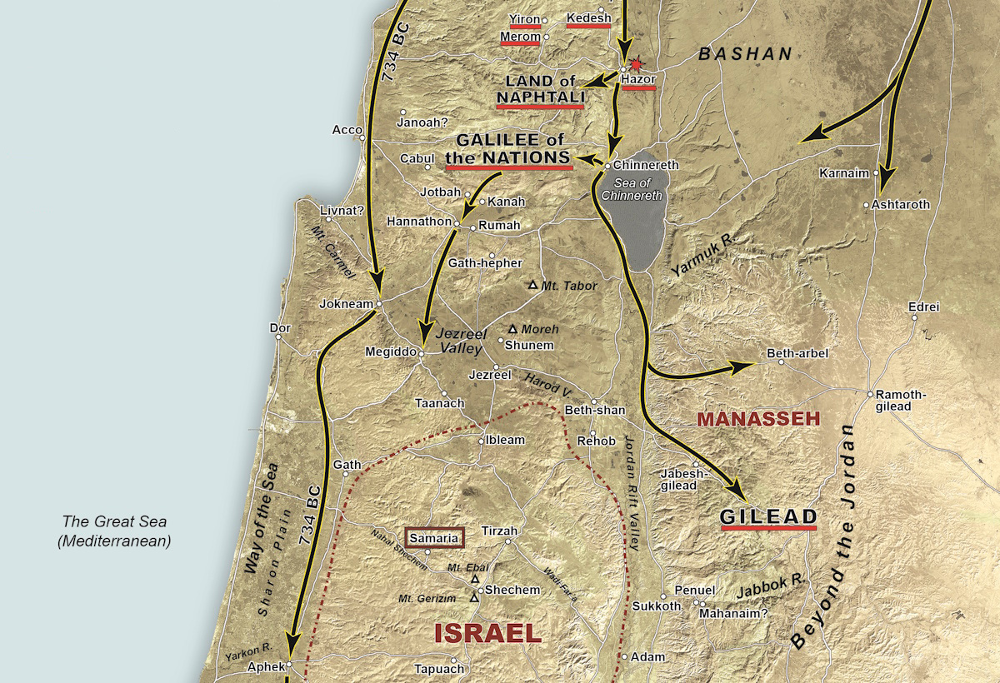 Yiron
Kedesh
Merom
734 BC
BASHAN
LAND of
NAPHTALI
Hazor
Janoah?
Acco
GALILEE of
the NATIONS
Cabul
Chinnereth
Sea of
Chinnereth
Karnaim
Jotbah
Kanah
Ashtaroth
Livnat?
Hannathon
Rumah
Mt. Carmel
Yarmuk R.
Gath-hepher
Mt. Tabor
Jokneam
Edrei
Dor
Moreh
Jezreel
Valley
Shunem
Megiddo
Beth-arbel
Jezreel
Harod V.
Ramoth-
gilead
Taanach
Beth-shan
MANASSEH
Ibleam
Rehob
Jordan Rift Valley
Gath
Jabesh-
gilead
Way of the Sea
Sharon Plain
734 BC
GILEAD
Beyond the Jordan
The Great Sea
(Mediterranean)
Samaria
Tirzah
Nahal Shechem
Mt. Ebal
Wadi Far'a
Shechem
Mt. Gerizim
Penuel
Jabbok R.
Sukkoth
Mahanaim?
ISRAEL
Yarkon R.
Aphek
Adam
Tapuach